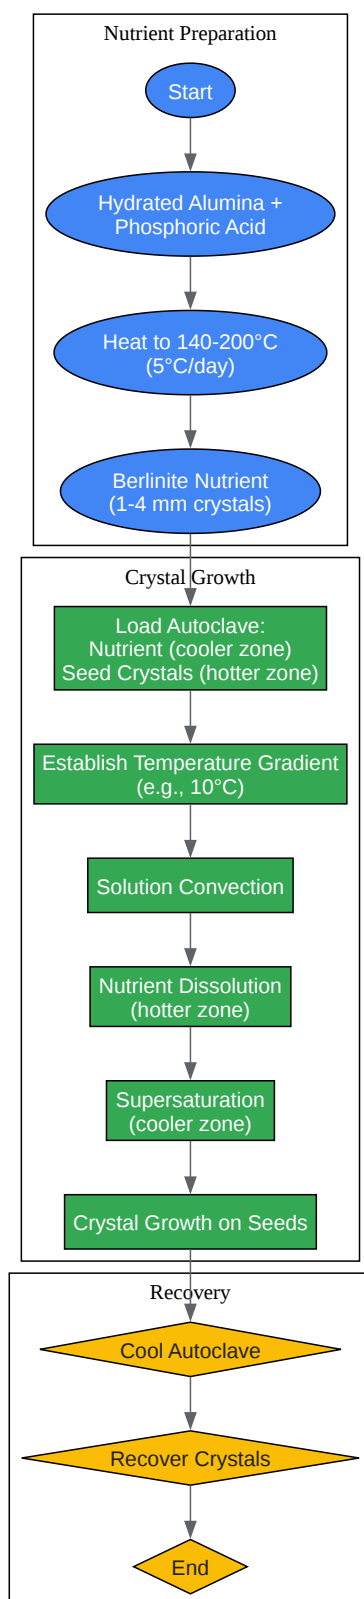 Nutrient Preparation
Start
Hydrated Alumina +
Phosphoric Acid
Heat to 140-200°C
(5°C/day)
Berlinite Nutrient
(1-4 mm crystals)
Crystal Growth
Load Autoclave:
Nutrient (cooler zone)
Seed Crystals (hotter zone)
Establish Temperature Gradient
(e.g., 10°C)
Solution Convection
Nutrient Dissolution
(hotter zone)
Supersaturation
(cooler zone)
Crystal Growth on Seeds
Recovery
Cool Autoclave
Recover Crystals
End